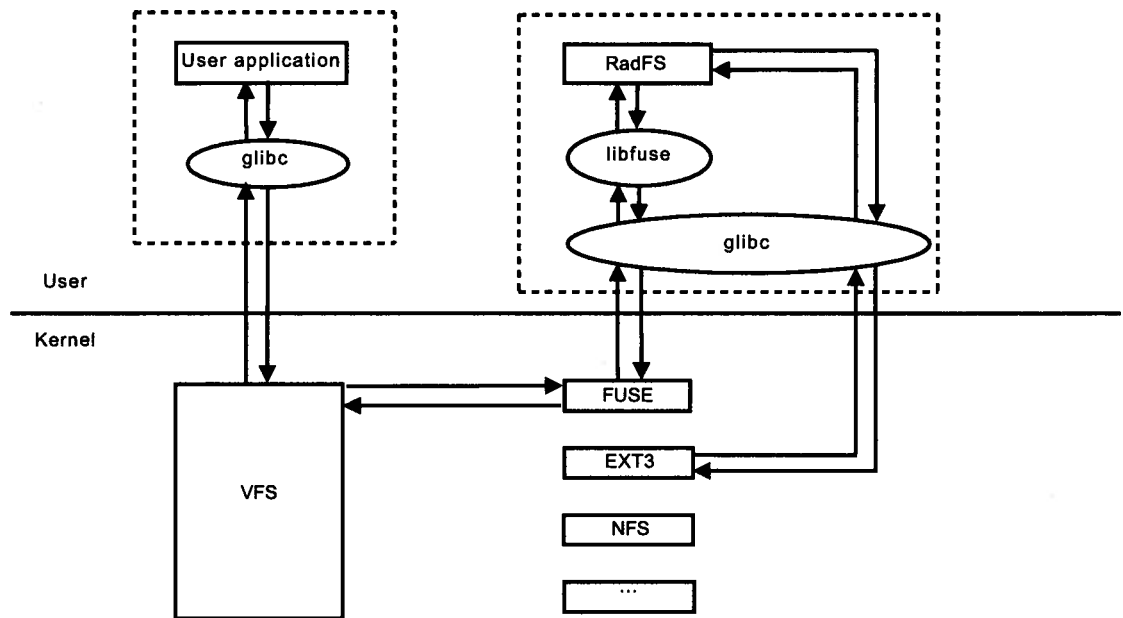 User application
RadFS
glibc
libfuse
glibc
User
Kernel
FUSE
EXT3
VFS
NFS
...